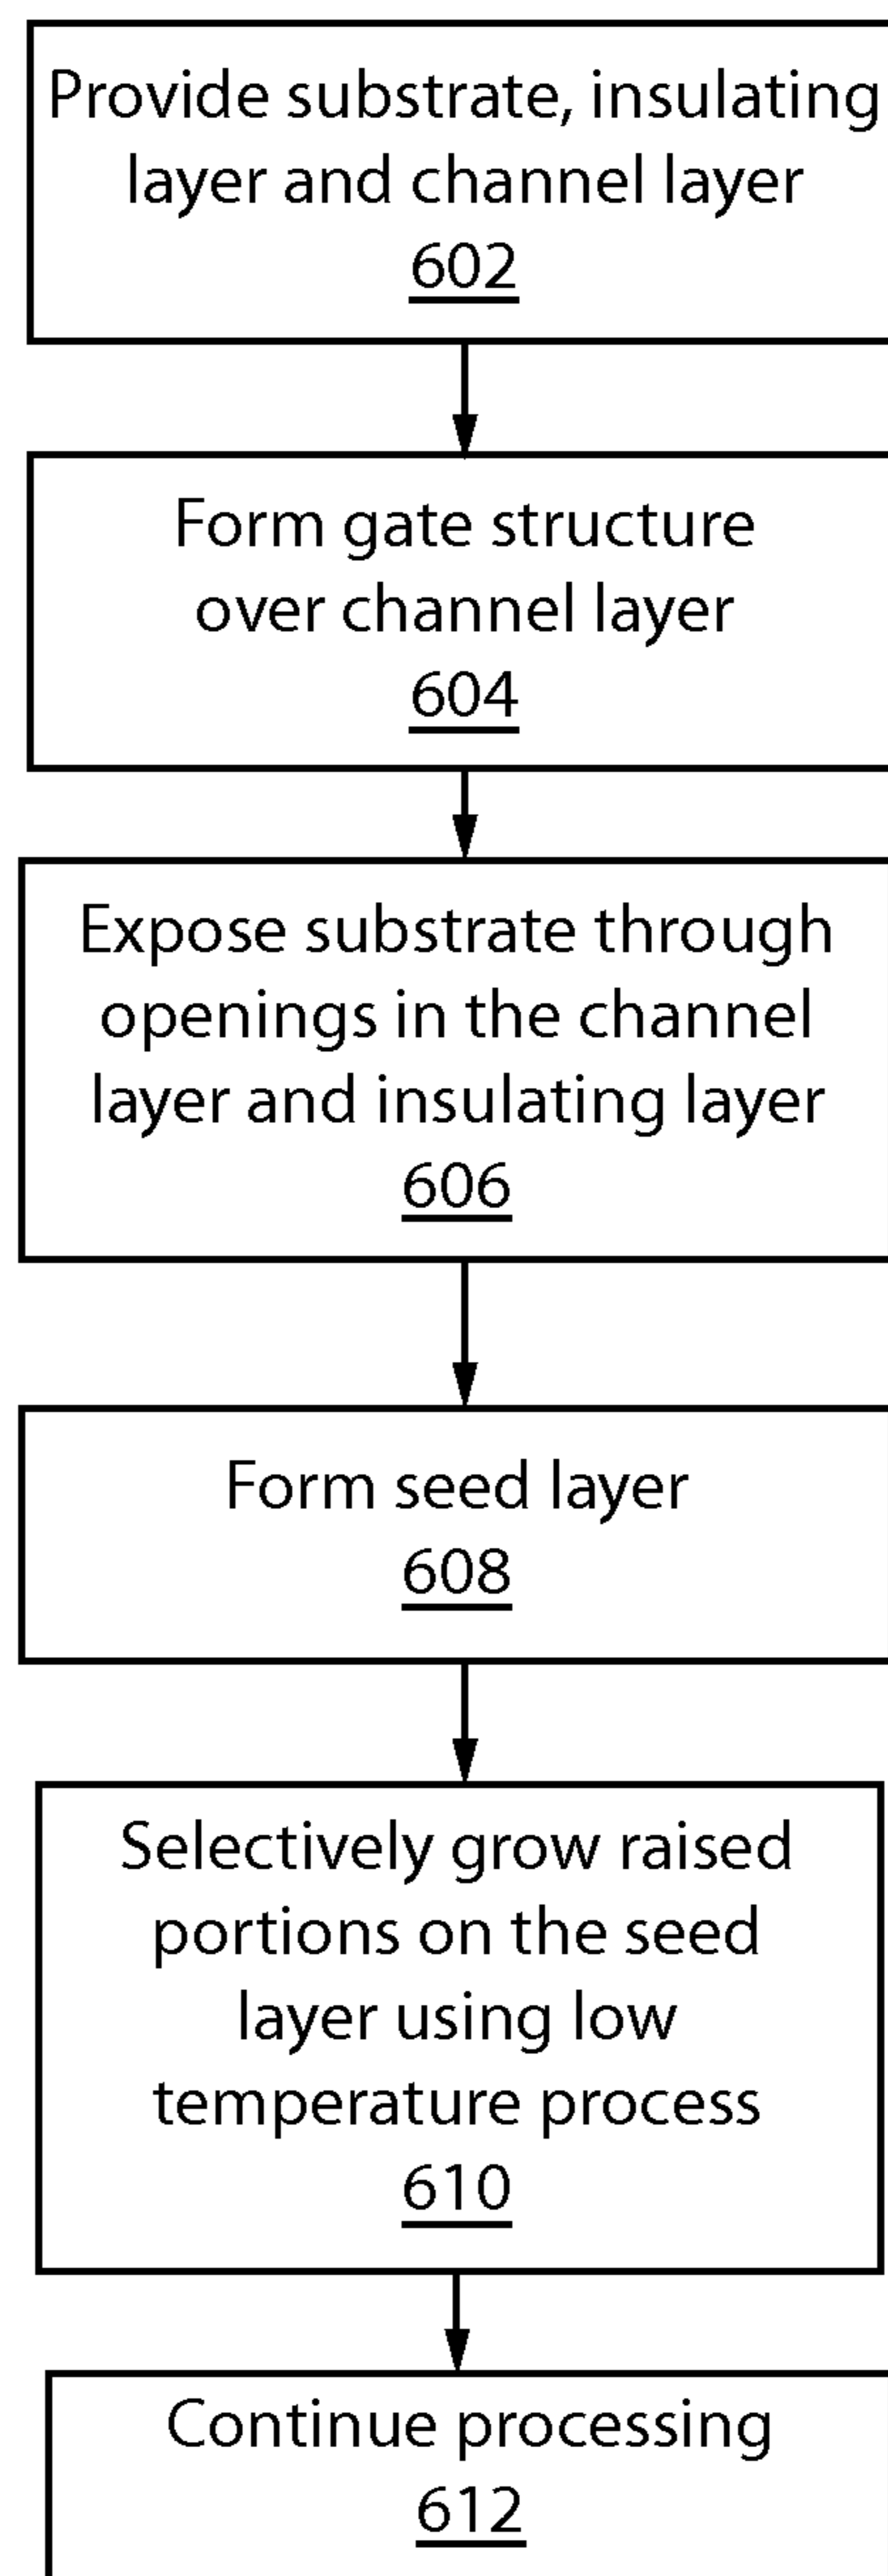 Provide substrate, insulating
layer and channel layer
602
Form gate structure
over channel layer
604
Expose substrate through
openings in the channel
layer and insulating layer
606
Form seed layer
608
Selectively grow raised
portions on the seed
layer using low
temperature process
610
Continue processing
612